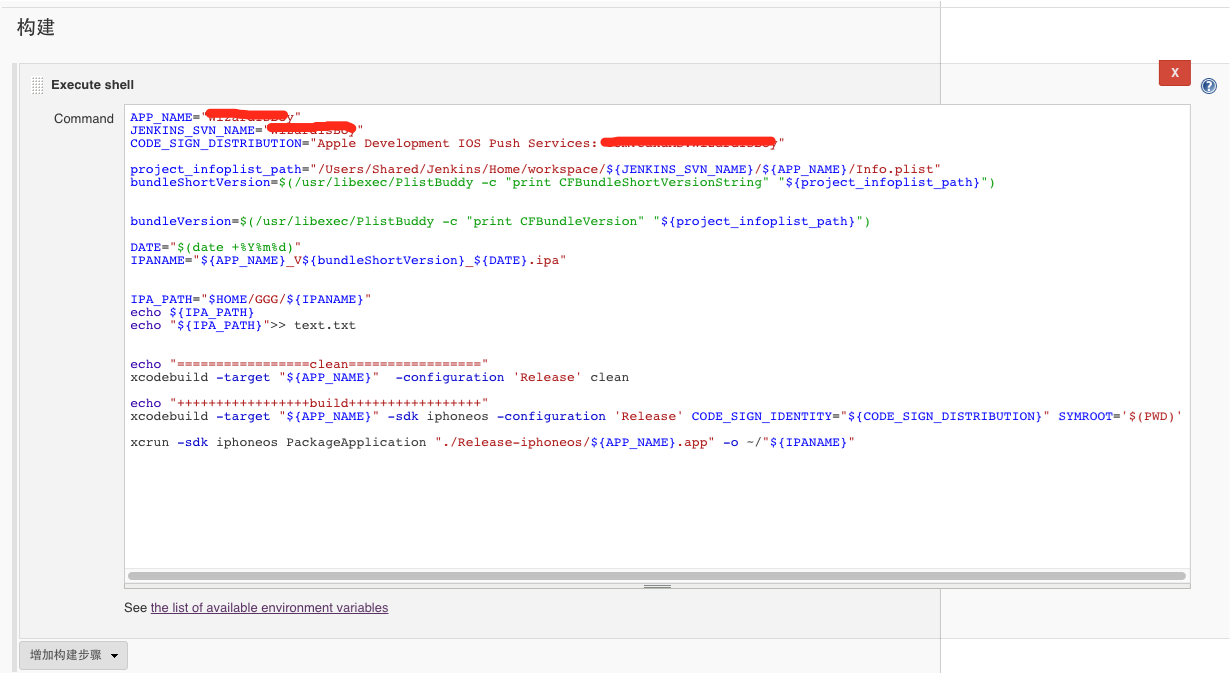 构建
Execute shell
X
?
Command
APP_NAME="
JENKINS_SVN_NAME="
CODE_SIGN_DISTRIBUTION="Apple Development IOS Push Services: "
project_infoplist_path="/Users/Shared/Jenkins/Home/workspace/${JENKINS_SVN_NAME}/${APP_NAME}/Info.plist"
bundleShortVersion=$(/usr/libexec/PlistBuddy -c "print CFBundleShortVersionString" "${project_infoplist_path}")
bundleVersion=$(/usr/libexec/PlistBuddy -c "print CFBundleVersion" "${project_infoplist_path}")
DATE="$(date +%Y%m%d)"
IPANAME="${APP_NAME}_V${bundleShortVersion}_${DATE}.ipa"
IPA_PATH="$HOME/GGG/${IPANAME}"
echo ${IPA_PATH}
echo "${IPA_PATH}">> text.txt
echo "=================clean================="
xcodebuild -target "${APP_NAME}"  -configuration 'Release' clean
echo "+++++++++++++++++build+++++++++++++++++"
xcodebuild -target "${APP_NAME}" -sdk iphoneos -configuration 'Release' CODE_SIGN_IDENTITY="${CODE_SIGN_DISTRIBUTION}" SYMROOT='$(PWD)'
xcrun -sdk iphoneos PackageApplication "./Release-iphoneos/${APP_NAME}.app" -o ~/"${IPANAME}"
See the list of available environment variables
增加构建步骤